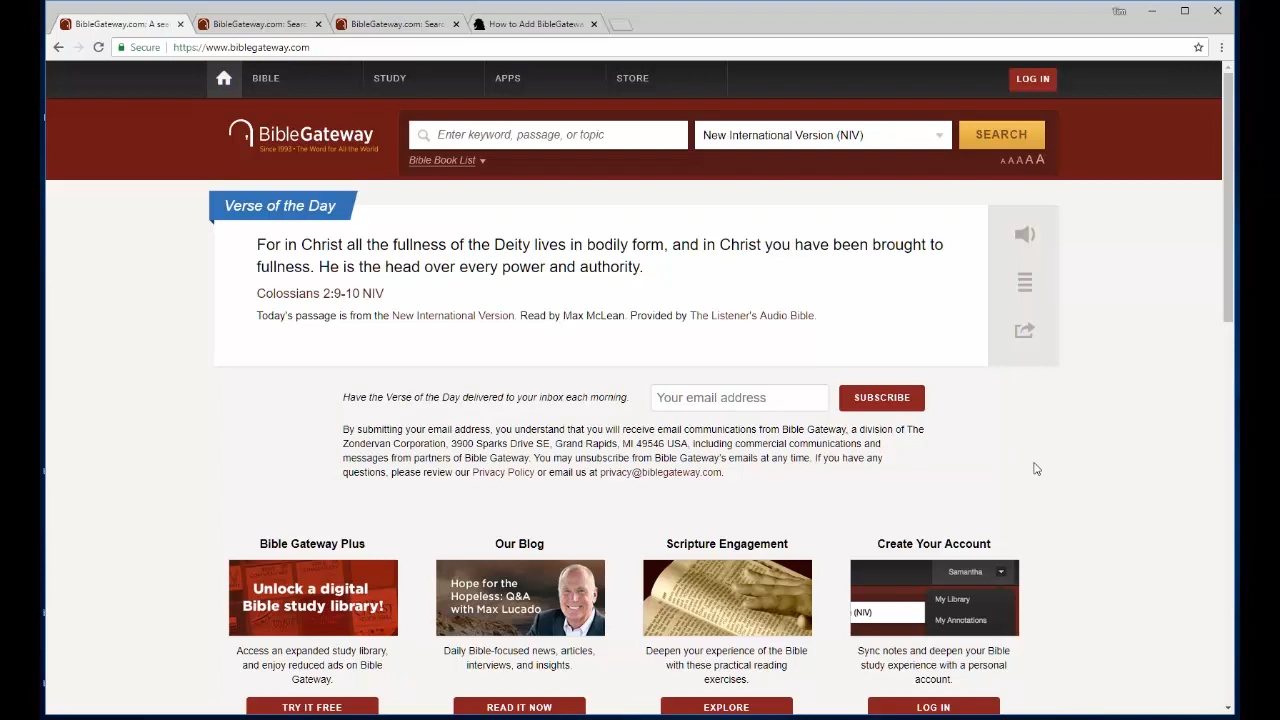 BibleGateway.com: A sea
BibleGateway.com: Searc
BibleGateway.com: Searc
How to Add BibleGatewa
Tim
Secure https://www.biblegateway.com
BIBLE STUDY APPS STORE LOG IN
BibleGateway
Since 1993 • The Word for All the World
Enter keyword, passage, or topic
New International Version (NIV)
SEARCH
Bible Book List
A A A A A
Verse of the Day
For in Christ all the fullness of the Deity lives in bodily form, and in Christ you have been brought to
fullness. He is the head over every power and authority.
Colossians 2:9-10 NIV
Today's passage is from the New International Version. Read by Max McLean. Provided by The Listener's Audio Bible.
Have the Verse of the Day delivered to your inbox each morning.
Your email address
SUBSCRIBE
By submitting your email address, you understand that you will receive email communications from Bible Gateway, a division of The
Zondervan Corporation, 3900 Sparks Drive SE, Grand Rapids, MI 49546 USA, including commercial communications and
messages from partners of Bible Gateway. You may unsubscribe from Bible Gateway's emails at any time. If you have any
questions, please review our Privacy Policy or email us at privacy@biblegateway.com.
Bible Gateway Plus
Unlock a digital
Bible study library!
Access an expanded study library,
and enjoy reduced ads on Bible
Gateway.
TRY IT FREE
Our Blog
Hope for the
Hopeless: Q&A
with Max Lucado
Daily Bible-focused news, articles,
interviews, and insights.
READ IT NOW
Scripture Engagement
Deepen your experience of the Bible
with these practical reading
exercises.
EXPLORE
Create Your Account
Samantha
My Library
(NIV)
My Annotations
Sync notes and deepen your Bible
study experience with a personal
account.
LOG IN